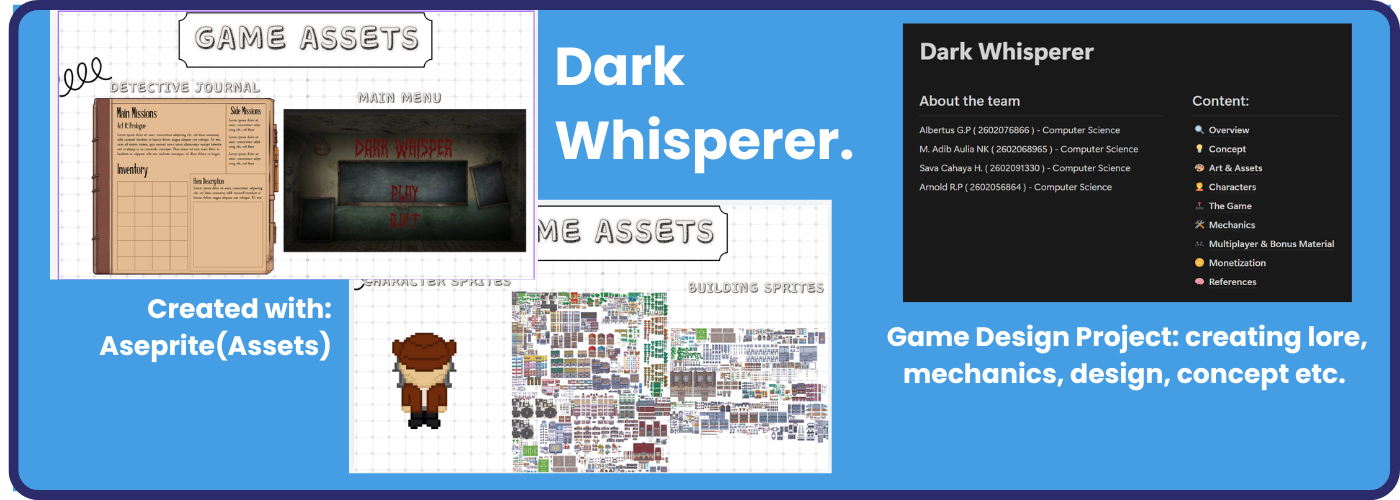 GAME ASSETS
DETECTIVE JOURNAL
MAIN MENU
Main Missions
Side Missions
Act 1: Prologue
Inventory
Item Description
DARK WHISPER
PLAY
QUIT
Dark
Whisperer.
ME ASSETS
CHARACTER SPRITES
BUILDING SPRITES
Created with:
Aseprite(Assets)
Dark Whisperer
About the team
Albertus G.P ( 2602076866 ) - Computer Science
M. Adib Aulia NK ( 2602068965 ) - Computer Science
Sava Cahaya H. ( 2602091330 ) - Computer Science
Arnold R.P ( 2602056864 ) - Computer Science
Content:
Overview
Concept
Art & Assets
Characters
The Game
Mechanics
Multiplayer & Bonus Material
Monetization
References
Game Design Project: creating lore,
mechanics, design, concept etc.